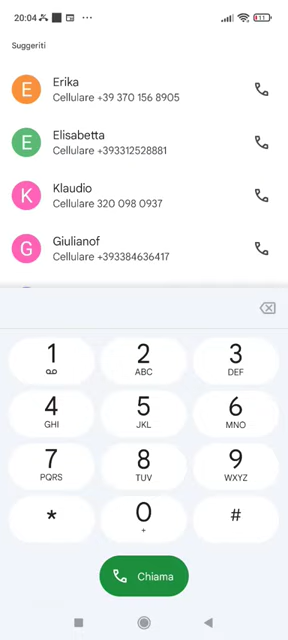 20:04
11
Suggeriti
E
Erika
Cellulare +39 370 156 8905
E
Elisabetta
Cellulare +393312528881
K
Klaudio
Cellulare 320 098 0937
G
Giulianof
Cellulare +393384636417
1 2 3
ABC DEF
4 5 6
GHI JKL MNO
7 8 9
PQRS TUV WXYZ
* 0 #
+
Chiama